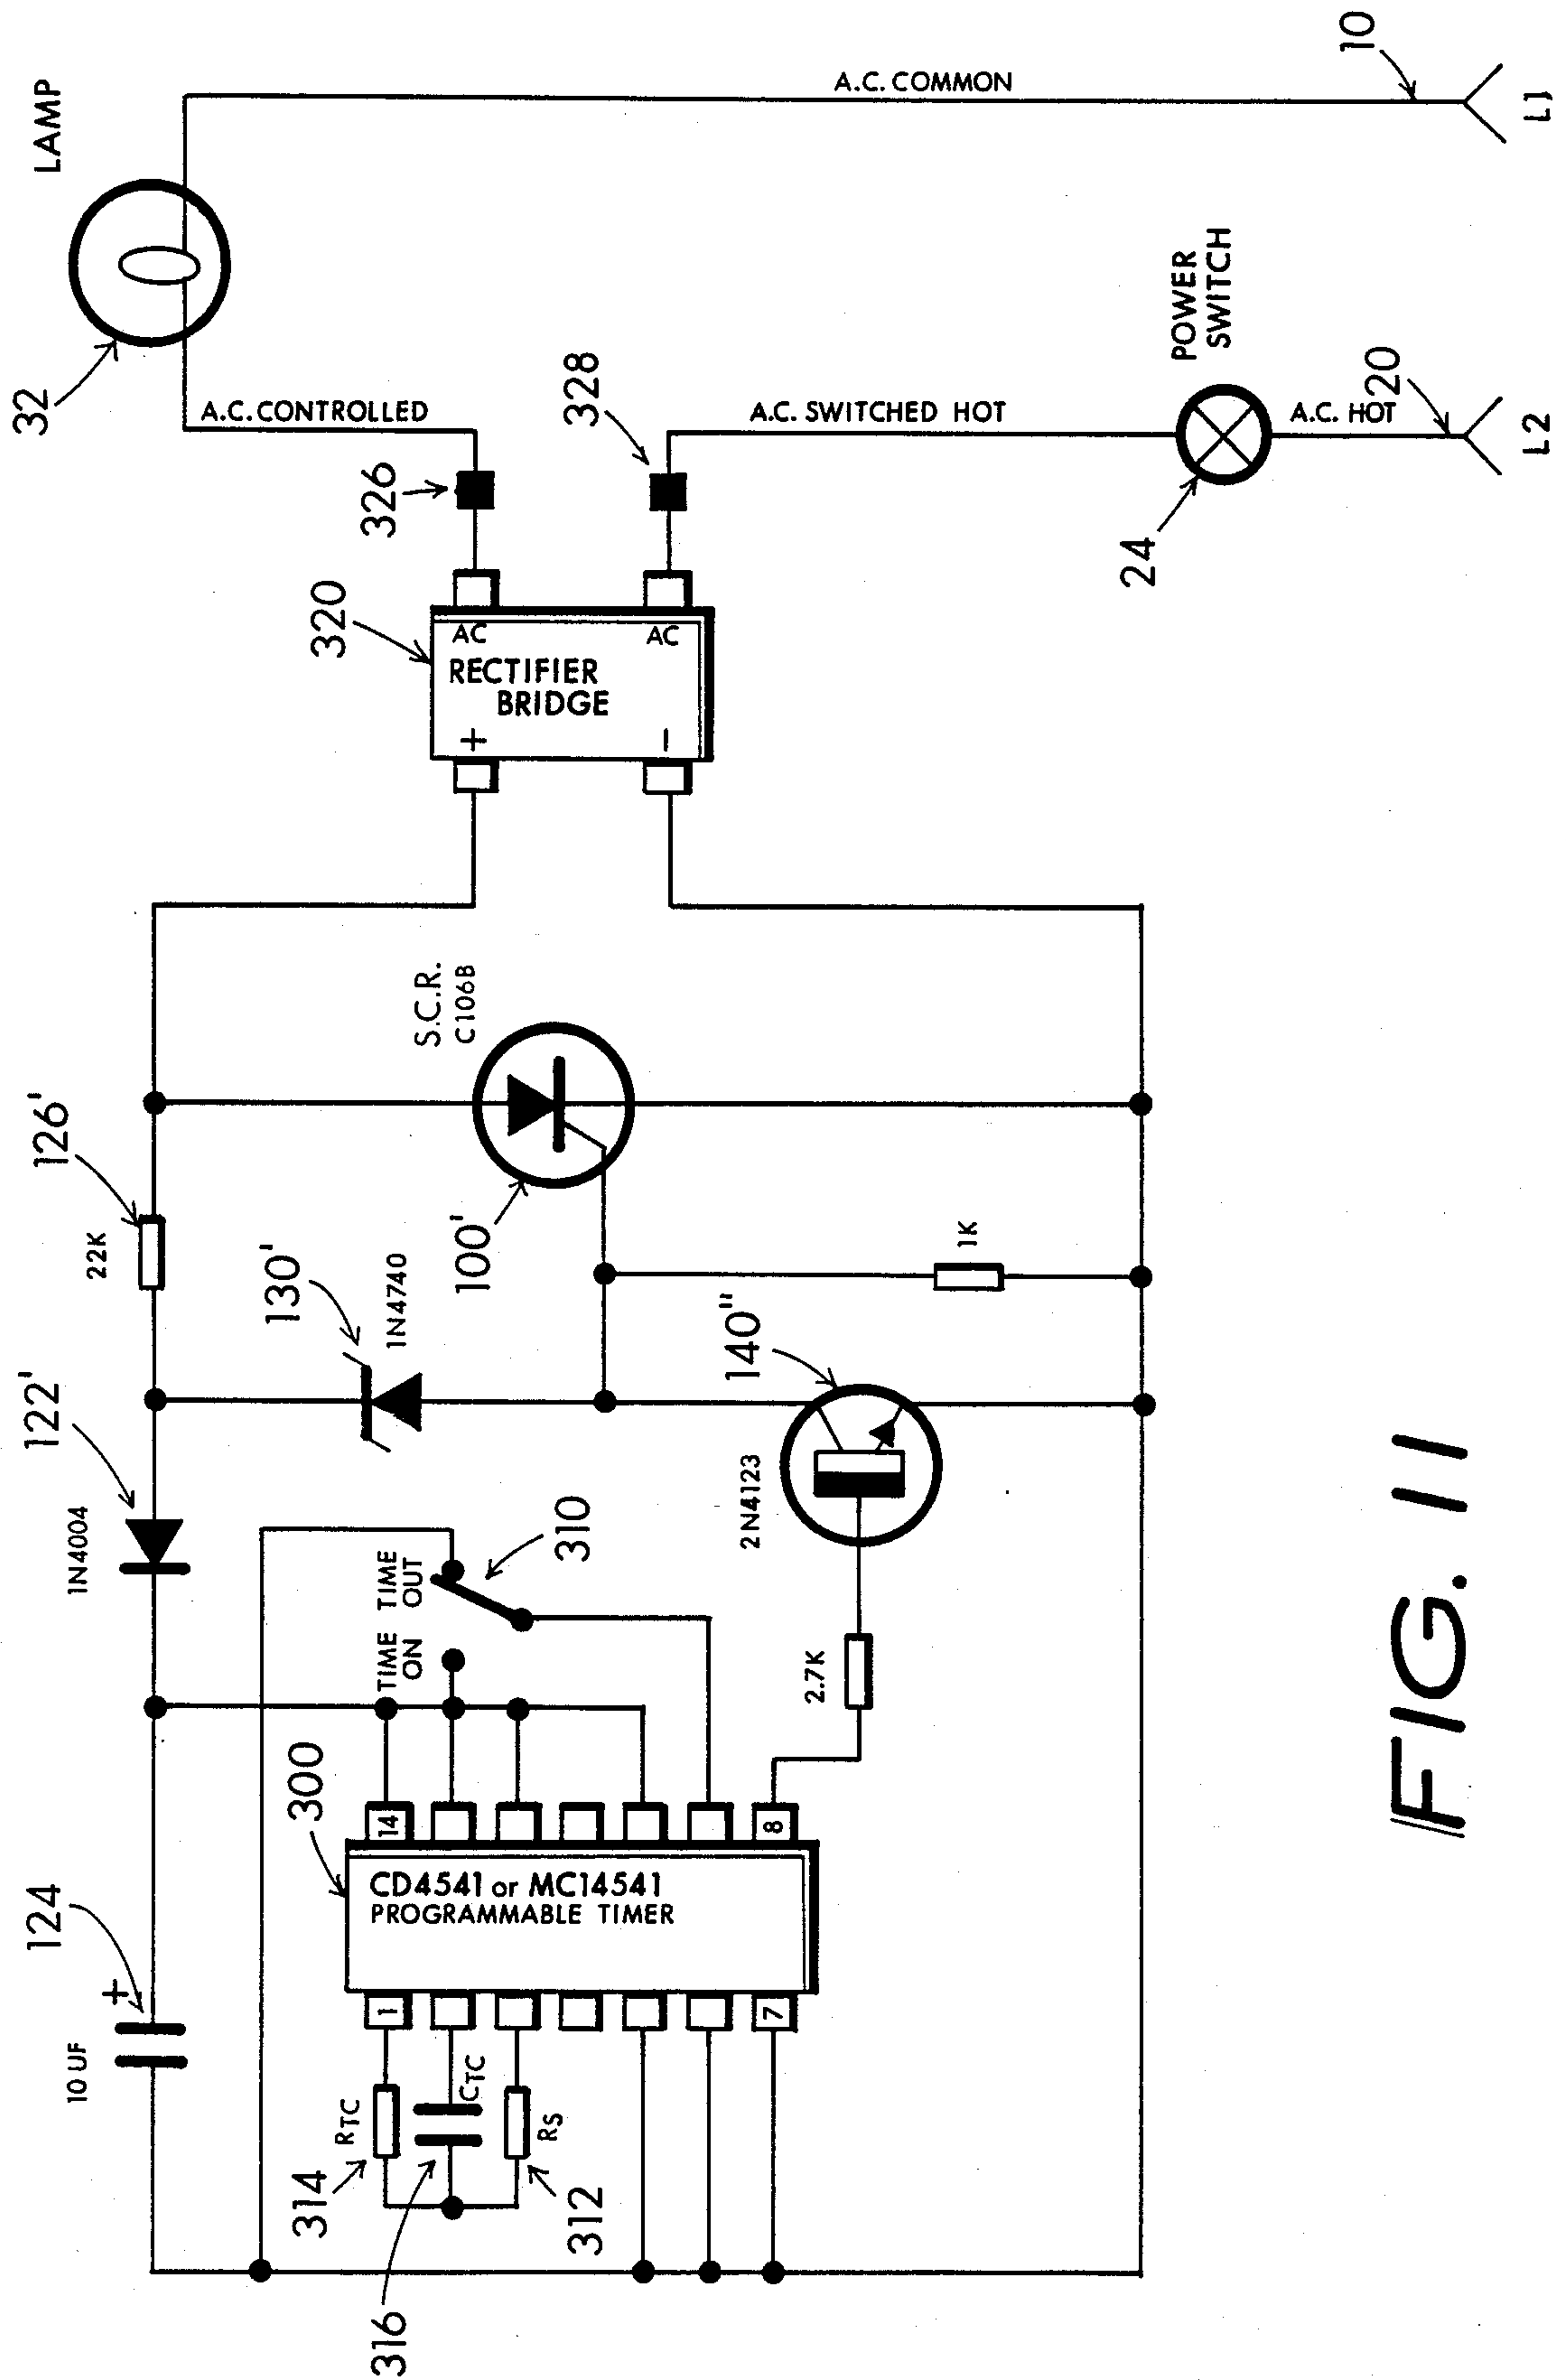 LAMP
32
A.C. CONTROLLED
A.C. COMMON
10
L1
326
328
A.C. SWITCHED HOT
POWER
SWITCH
24
A.C. HOT
20
L2
320
AC
AC
RECTIFIER
BRIDGE
+
−
S.C.R.
C106B
100'
126'
22K
130'
1N4740
1K
140"
2N4123
122'
1N4004
310
TIME
OUT
TIME
ON
2.7K
300
14
8
CD4541 or MC14541
PROGRAMMABLE TIMER
1
7
124
+
10 UF
RTC
CTC
RS
314
316
312
FIG. 11